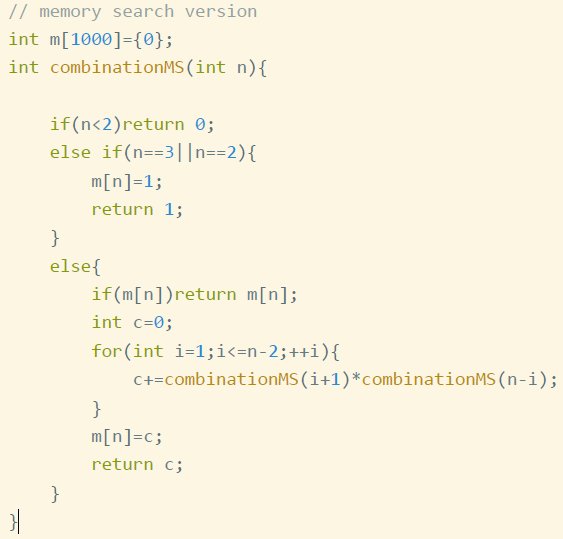 // memory search version
int m[1000]={0};
int combinationMS(int n){
    if(n<2)return 0;
    else if(n==3||n==2){
        m[n]=1;
        return 1;
    }
    else{
        if(m[n])return m[n];
        int c=0;
        for(int i=1;i<=n-2;++i){
            c+=combinationMS(i+1)*combinationMS(n-i);
        }
        m[n]=c;
        return c;
    }
}